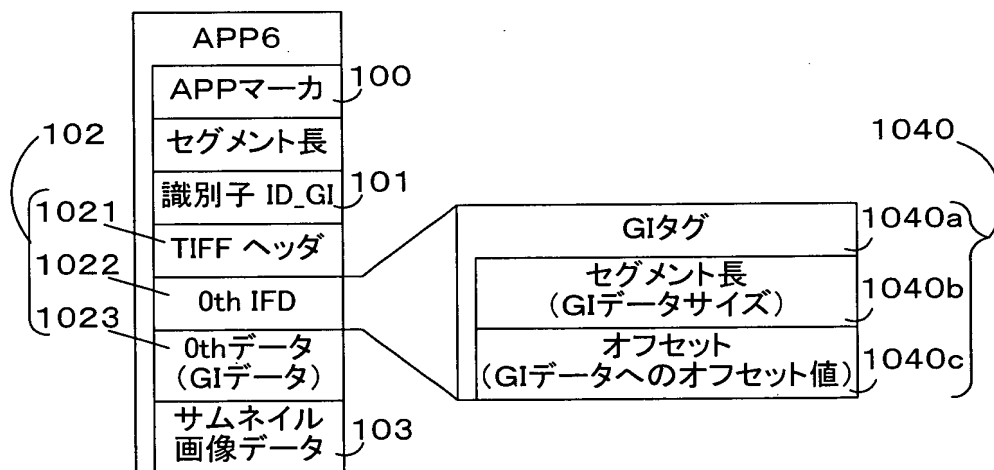 APP6
APPマーカ
100
セグメント長
102
識別子 ID_GI
101
1021
TIFF ヘッダ
1022
0th IFD
1023
0thデータ
(GIデータ)
サムネイル
画像データ
103
1040
GIタグ
1040a
セグメント長
(GIデータサイズ)
1040b
オフセット
(GIデータへのオフセット値)
1040c